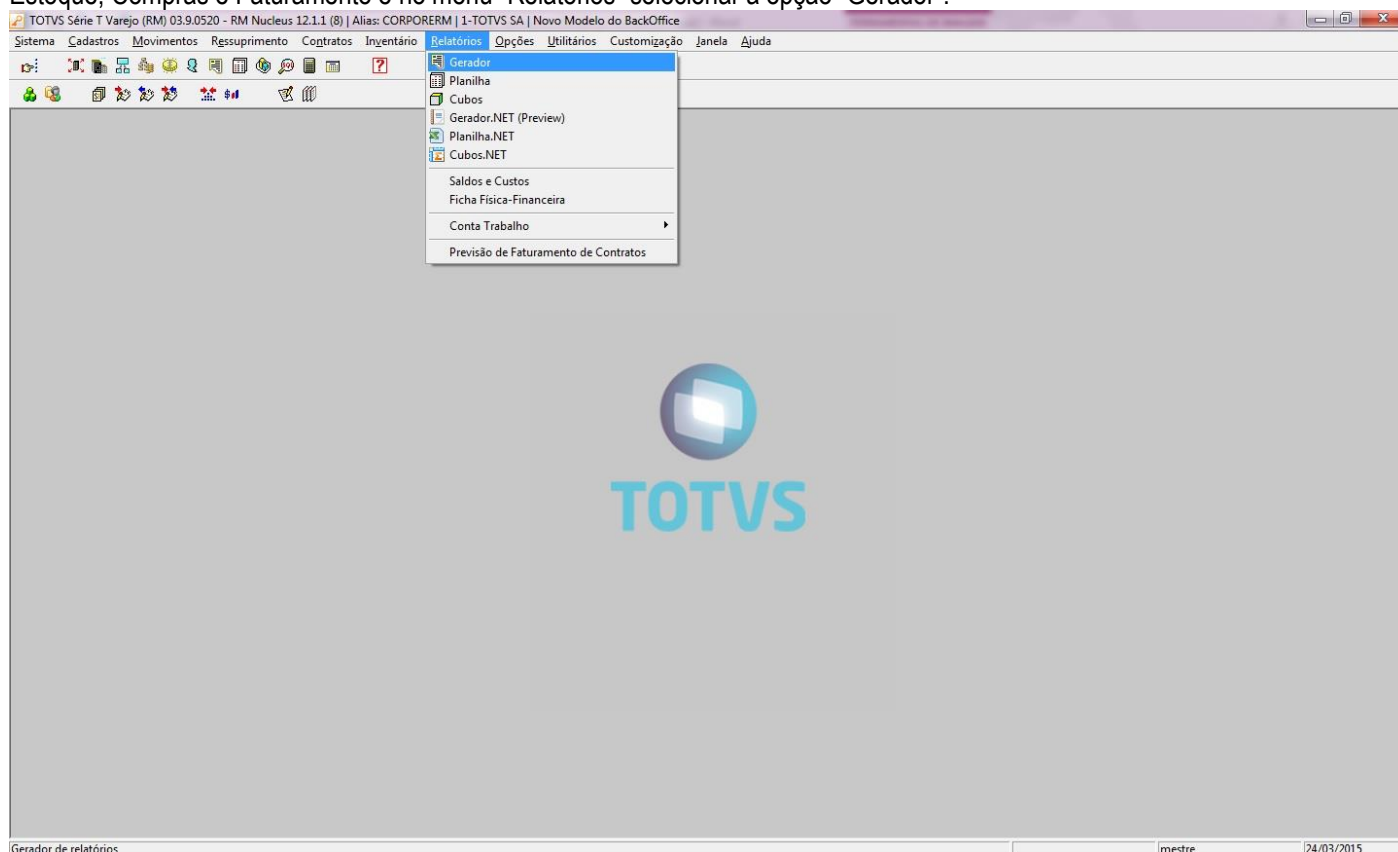 Estoque, Compras e Faturamento e no menu "Relatórios" selecionar a opção "Gerador".
TOTVS Série T Varejo (RM) 03.9.0520 - RM Nucleus 12.1.1 (8) | Alias: CORPORERM | 1-TOTVS SA | Novo Modelo do BackOffice
Sistema Cadastros Movimentos Ressuprimento Contratos Inventário Relatórios Opções Utilitários Customização Janela Ajuda
Gerador
Planilha
Cubos
Gerador.NET (Preview)
Planilha.NET
Cubos.NET
Saldos e Custos
Ficha Física-Financeira
Conta Trabalho
Previsão de Faturamento de Contratos
TOTVS
Gerador de relatórios mestre 24/03/2015